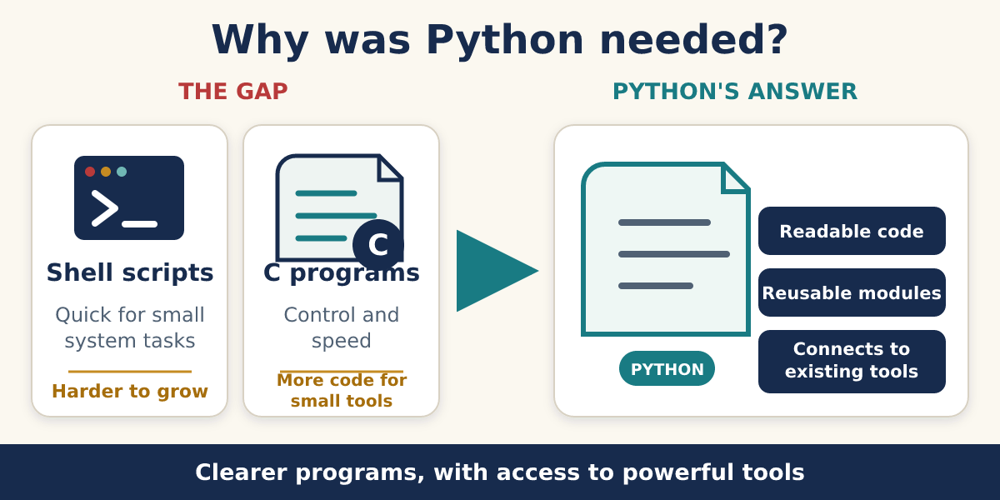 Why was Python needed?
THE GAP
PYTHON'S ANSWER
Shell scripts
Quick for small
system tasks
Harder to grow
C
C programs
Control and
speed
More code for
small tools
PYTHON
Readable code
Reusable modules
Connects to
existing tools
Clearer programs, with access to powerful tools